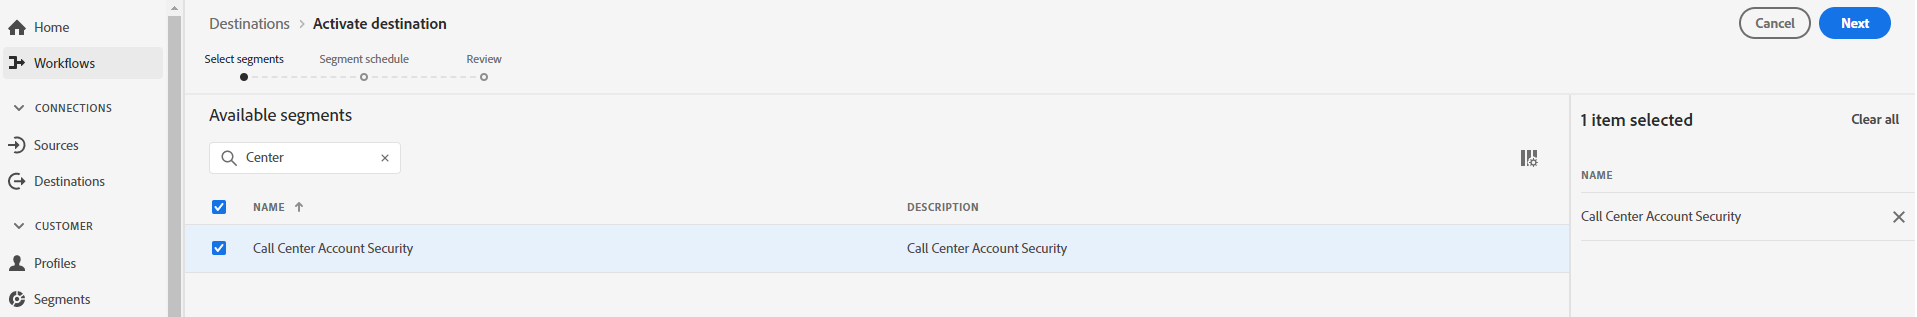 Home
Workflows
CONNECTIONS
Sources
Destinations
CUSTOMER
Profiles
Segments
Destinations > Activate destination
Cancel
Next
Select segments
Segment schedule
Review
Available segments
Center
NAME
DESCRIPTION
Call Center Account Security
Call Center Account Security
1 item selected
Clear all
NAME
Call Center Account Security